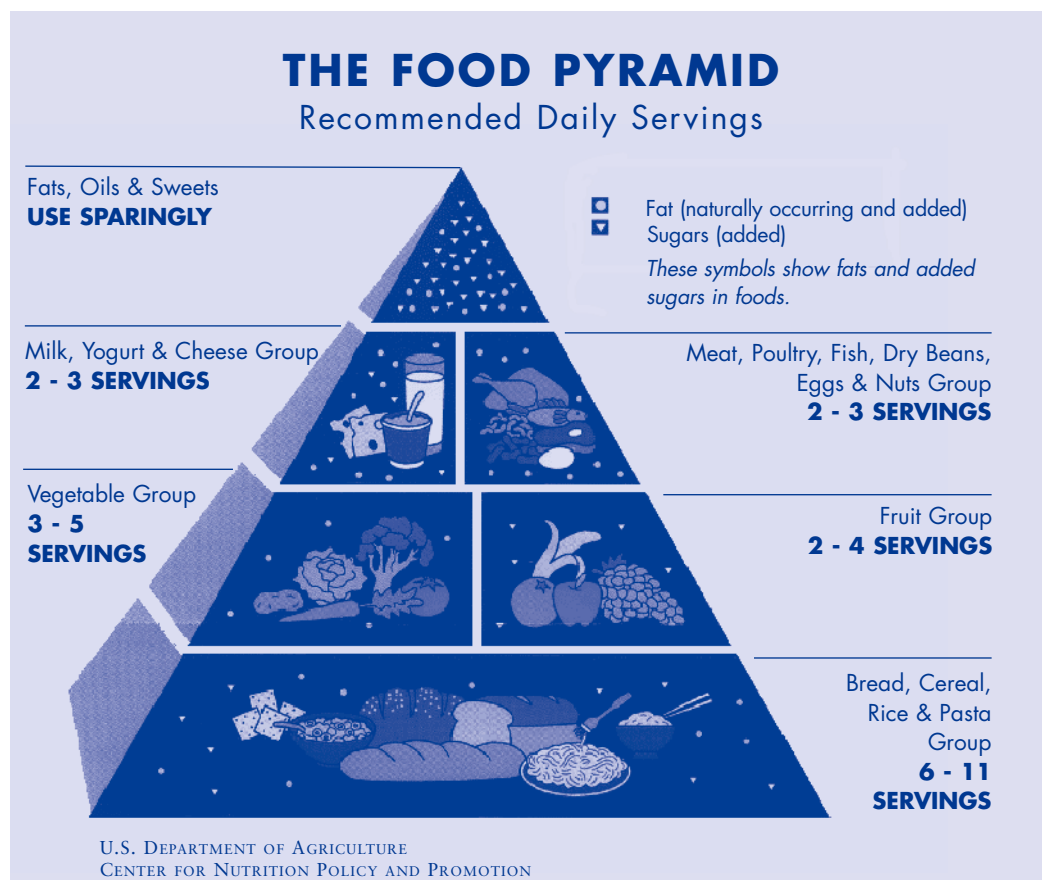 THE FOOD PYRAMID
Recommended Daily Servings
Fats, Oils & Sweets
USE SPARINGLY
Fat (naturally occurring and added)
Sugars (added)
These symbols show fats and added
sugars in foods.
Milk, Yogurt & Cheese Group
2 - 3 SERVINGS
Meat, Poultry, Fish, Dry Beans,
Eggs & Nuts Group
2 - 3 SERVINGS
Vegetable Group
3 - 5
SERVINGS
Fruit Group
2 - 4 SERVINGS
Bread, Cereal,
Rice & Pasta
Group
6 - 11
SERVINGS
U.S. DEPARTMENT OF AGRICULTURE
CENTER FOR NUTRITION POLICY AND PROMOTION